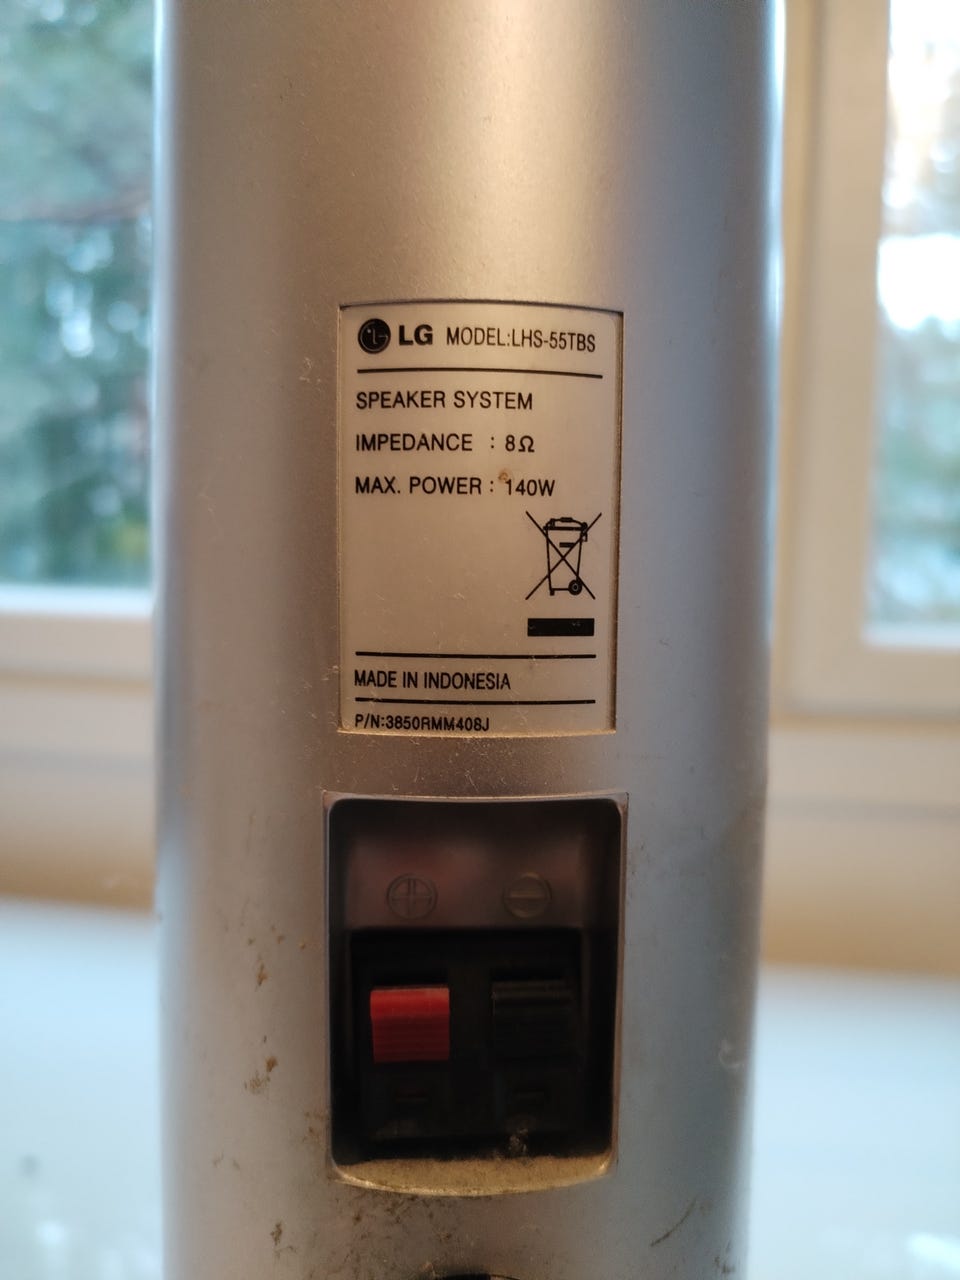 LG MODEL:LHS-55TBS
SPEAKER SYSTEM
IMPEDANCE : 8Ω
MAX. POWER : 140W
MADE IN INDONESIA
P/N:3850RMM408J
+ −